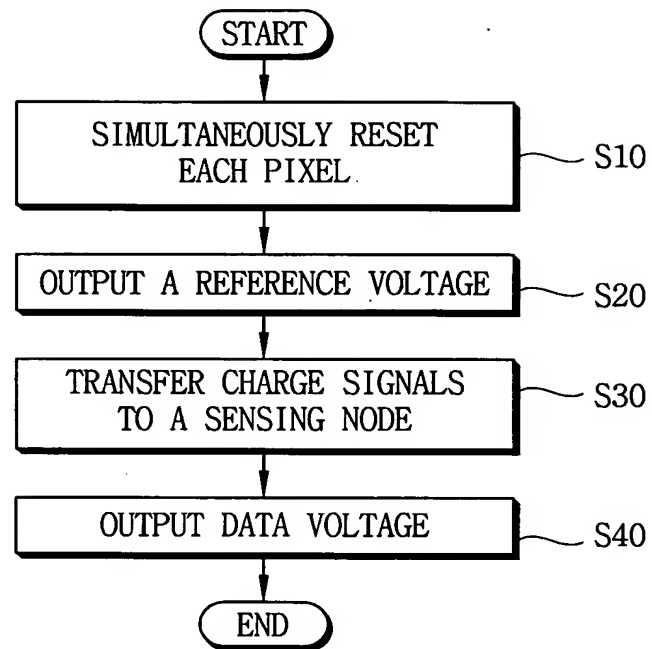 START
SIMULTANEOUSLY RESET
EACH PIXEL
S10
OUTPUT A REFERENCE VOLTAGE
S20
TRANSFER CHARGE SIGNALS
TO A SENSING NODE
S30
OUTPUT DATA VOLTAGE
S40
END